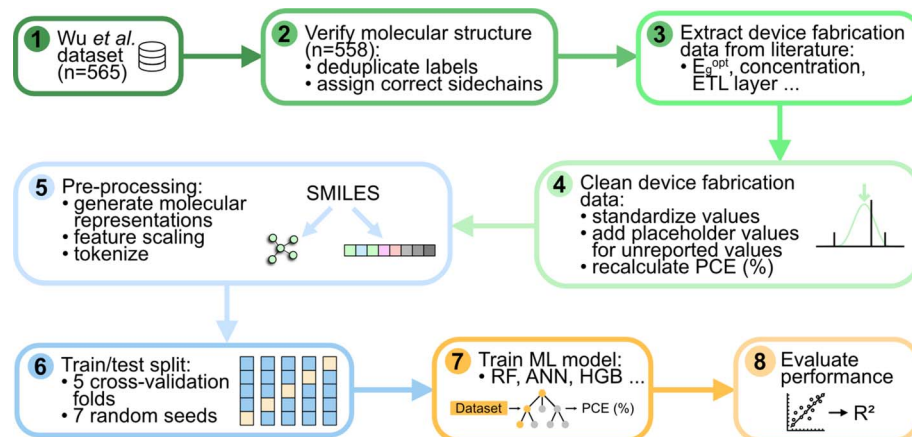 1
Wu et al.
dataset
(n=565)
2
Verify molecular structure
(n=558):
• deduplicate labels
• assign correct sidechains
3
Extract device fabrication
data from literature:
• Egopt, concentration,
ETL layer ...
4
Clean device fabrication
data:
• standardize values
• add placeholder values
for unreported values
• recalculate PCE (%)
5
Pre-processing:
• generate molecular
representations
• feature scaling
• tokenize
SMILES
6
Train/test split:
• 5 cross-validation
folds
• 7 random seeds
7
Train ML model:
• RF, ANN, HGB ...
Dataset
PCE (%)
8
Evaluate
performance
→ R²